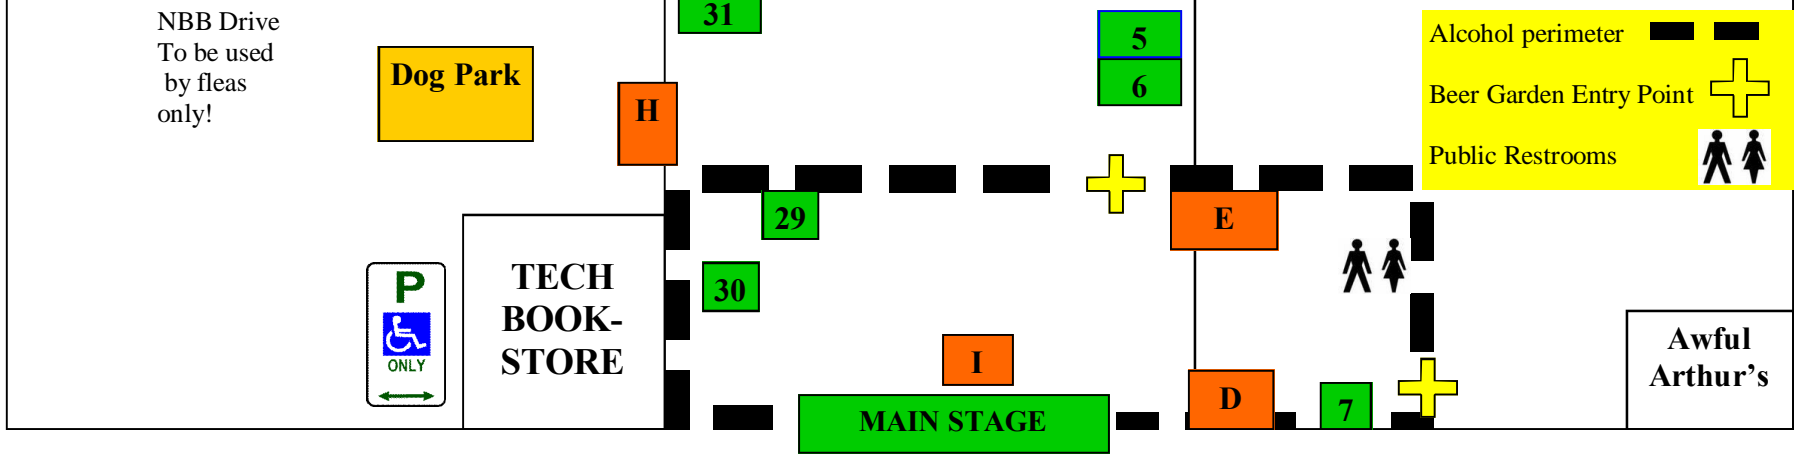 NBB Drive
To be used
by fleas
only!
Dog Park
31
H
5
6
Alcohol perimeter
Beer Garden Entry Point
Public Restrooms
29
E
30
TECH
BOOK-
STORE
P
ONLY
I
MAIN STAGE
D
7
Awful
Arthur’s